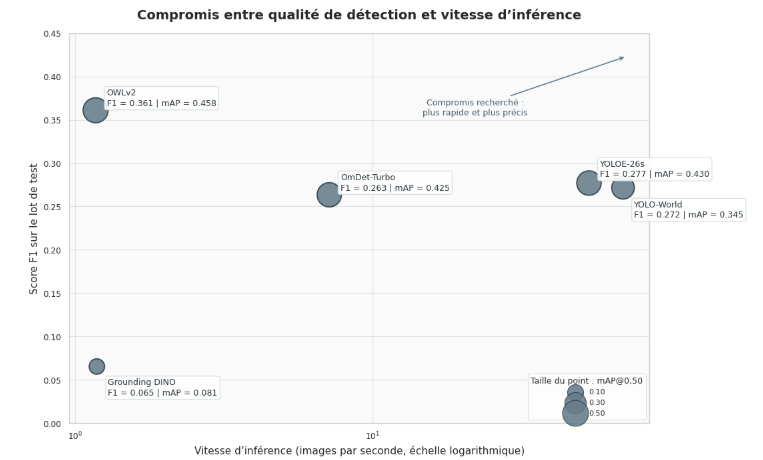 Compromis entre qualité de détection et vitesse d’inférence
Score F1 sur le lot de test
0.45
0.40
0.35
0.30
0.25
0.20
0.15
0.10
0.05
0.00
OWLv2
F1 = 0.361 | mAP = 0.458
Compromis recherché :
plus rapide et plus précis
OmDet-Turbo
F1 = 0.263 | mAP = 0.425
YOLOE-26s
F1 = 0.277 | mAP = 0.430
YOLO-World
F1 = 0.272 | mAP = 0.345
Grounding DINO
F1 = 0.065 | mAP = 0.081
Taille du point : mAP@0.50
0.10
0.30
0.50
10⁰
10¹
Vitesse d’inférence (images par seconde, échelle logarithmique)